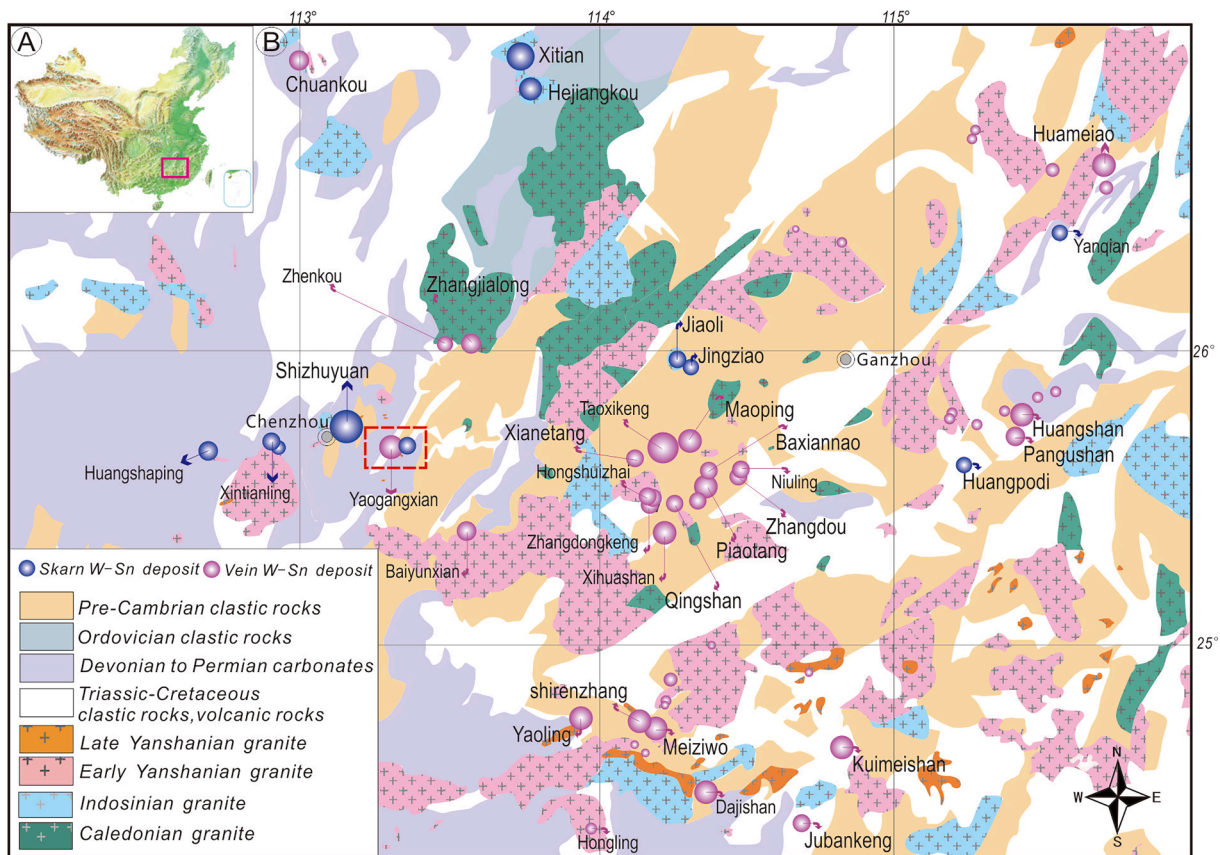 113°
114°
115°
A
B
Xitian
Chuankou
Hejiangkou
Huameiao
Yanqian
Zhenkou
Zhangjialong
Jiaoli
26°
Jingziao
Ganzhou
Shizhuyuan
Taoxikeng
Maoping
Chenzhou
Xianetang
Baxiannao
Huangshan
Pangushan
Huangshaping
Hongshuizhai
Niuling
Huangpodi
Xintianling
Yaogangxian
Zhangdou
Zhangdongkeng
Piaotang
Baiyunxian
Xihuashan
Qingshan
Skarn W-Sn deposit
Vein W-Sn deposit
Pre-Cambrian clastic rocks
Ordovician clastic rocks
25°
Devonian to Permian carbonates
Triassic-Cretaceous
clastic rocks,volcanic rocks
Late Yanshanian granite
Early Yanshanian granite
Indosinian granite
Caledonian granite
shirenzhang
Yaoling
Meiziwo
Kuimeishan
Dajishan
Hongling
Jubankeng
N
W
E
S